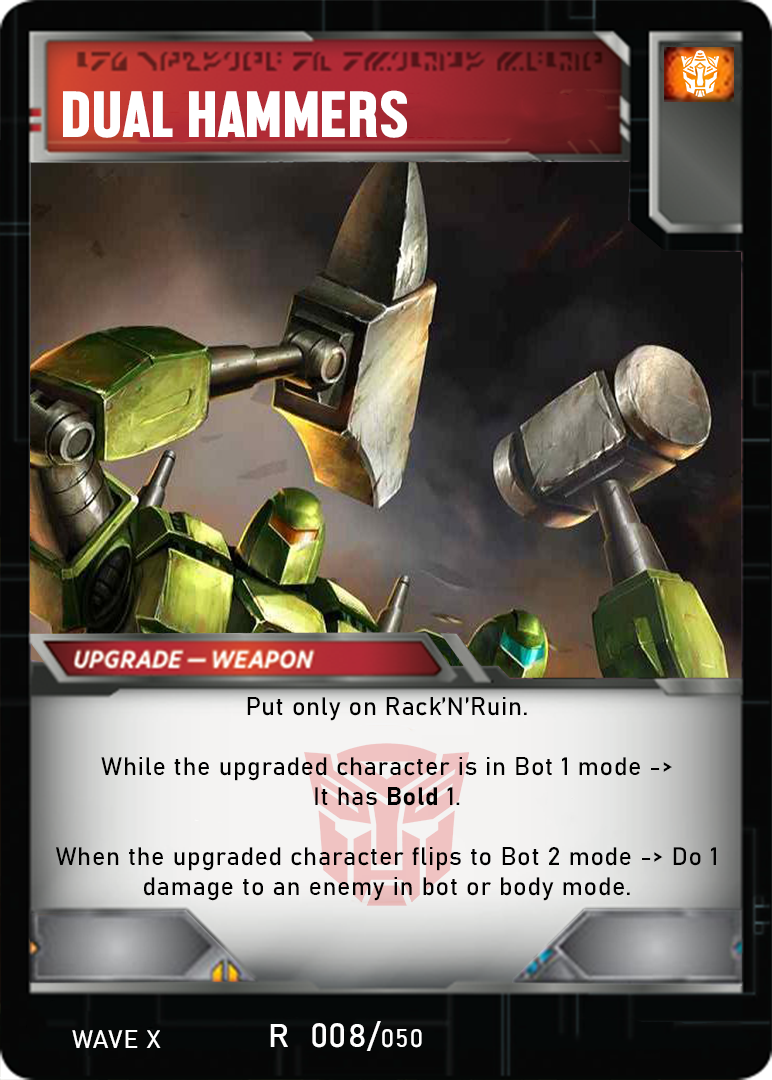 DUAL HAMMERS
UPGRADE — WEAPON
Put only on Rack’N’Ruin.
While the upgraded character is in Bot 1 mode ->
It has Bold 1.
When the upgraded character flips to Bot 2 mode -> Do 1
damage to an enemy in bot or body mode.
WAVE X
R 008/050